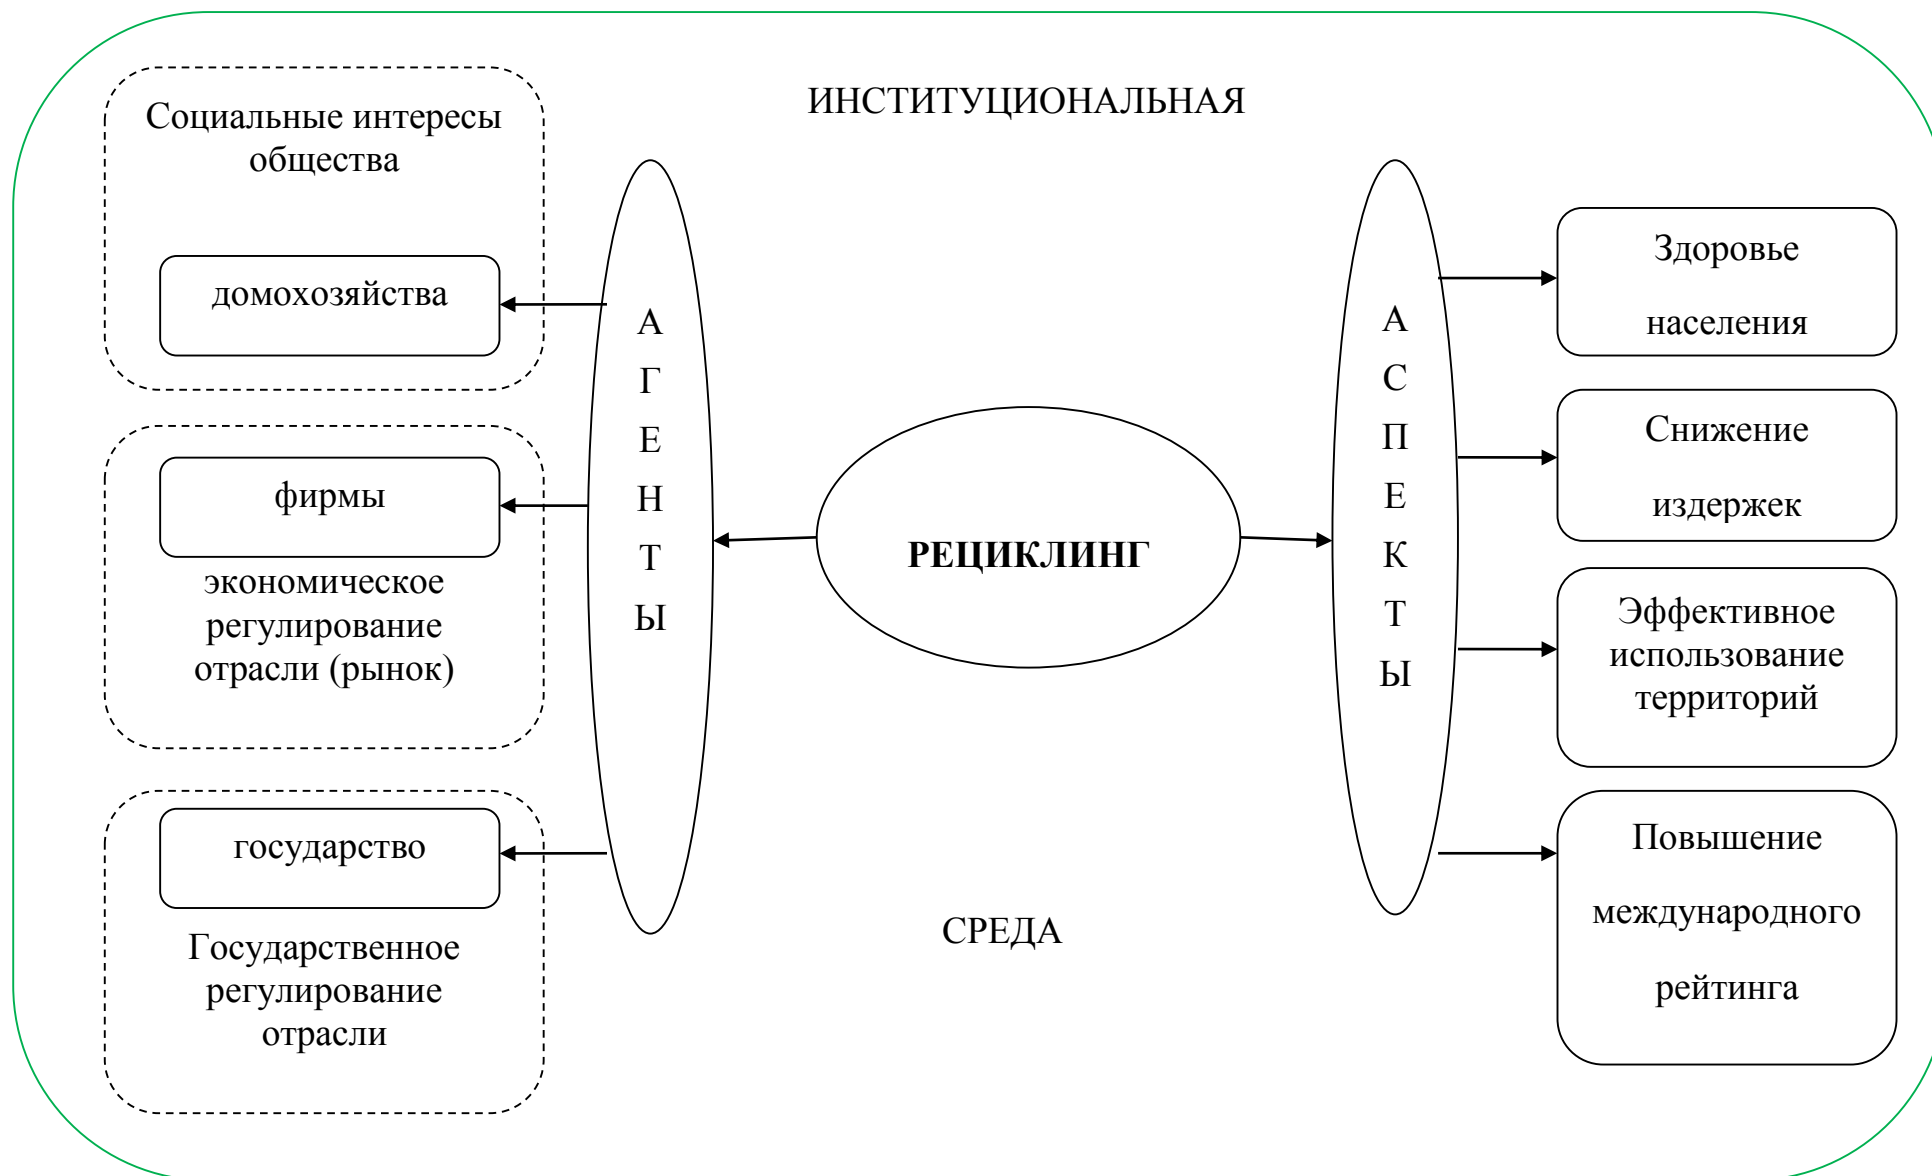 ИНСТИТУЦИОНАЛЬНАЯ
Социальные интересы
общества
домохозяйства
фирмы
экономическое
регулирование
отрасли (рынок)
государство
Государственное
регулирование
отрасли
А
Г
Е
Н
Т
Ы
РЕЦИКЛИНГ
А
С
П
Е
К
Т
Ы
Здоровье
населения
Снижение
издержек
Эффективное
использование
территорий
Повышение
международного
рейтинга
СРЕДА